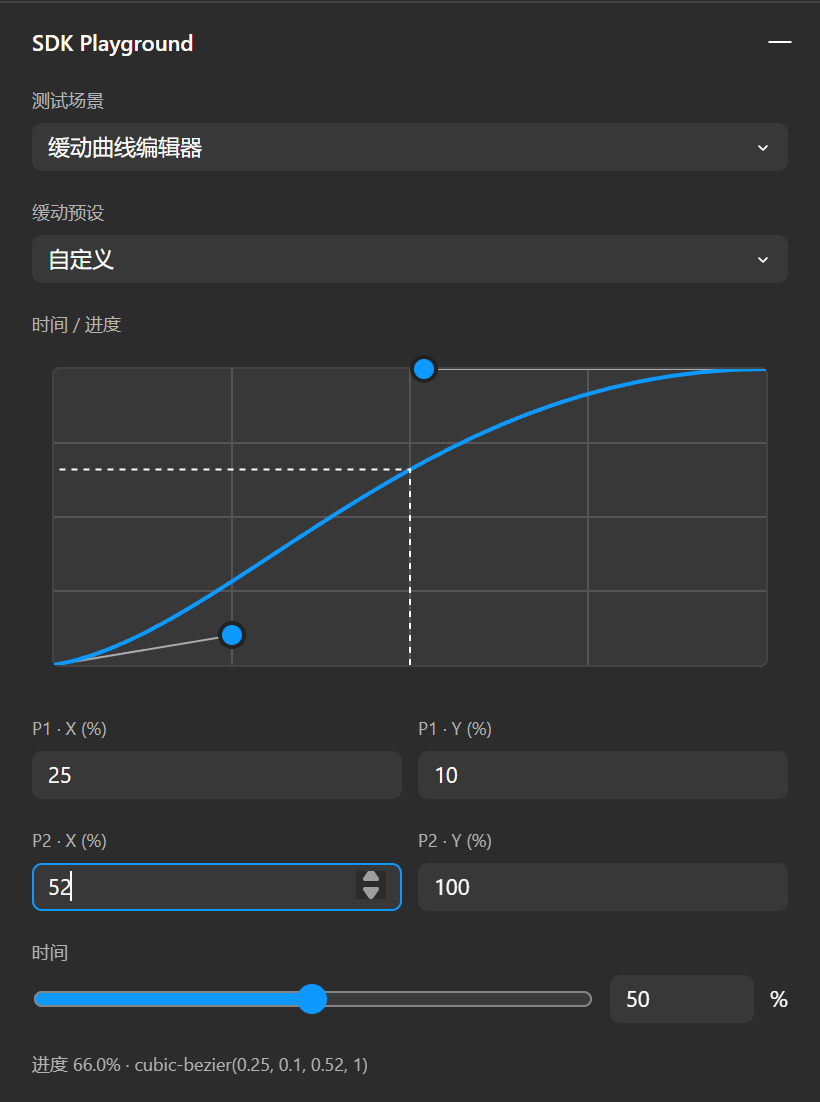 SDK Playground
测试场景
缓动曲线编辑器
缓动预设
自定义
时间 / 进度
P1 · X (%)
P1 · Y (%)
25
10
P2 · X (%)
P2 · Y (%)
52
100
时间
50
%
进度 66.0% · cubic-bezier(0.25, 0.1, 0.52, 1)